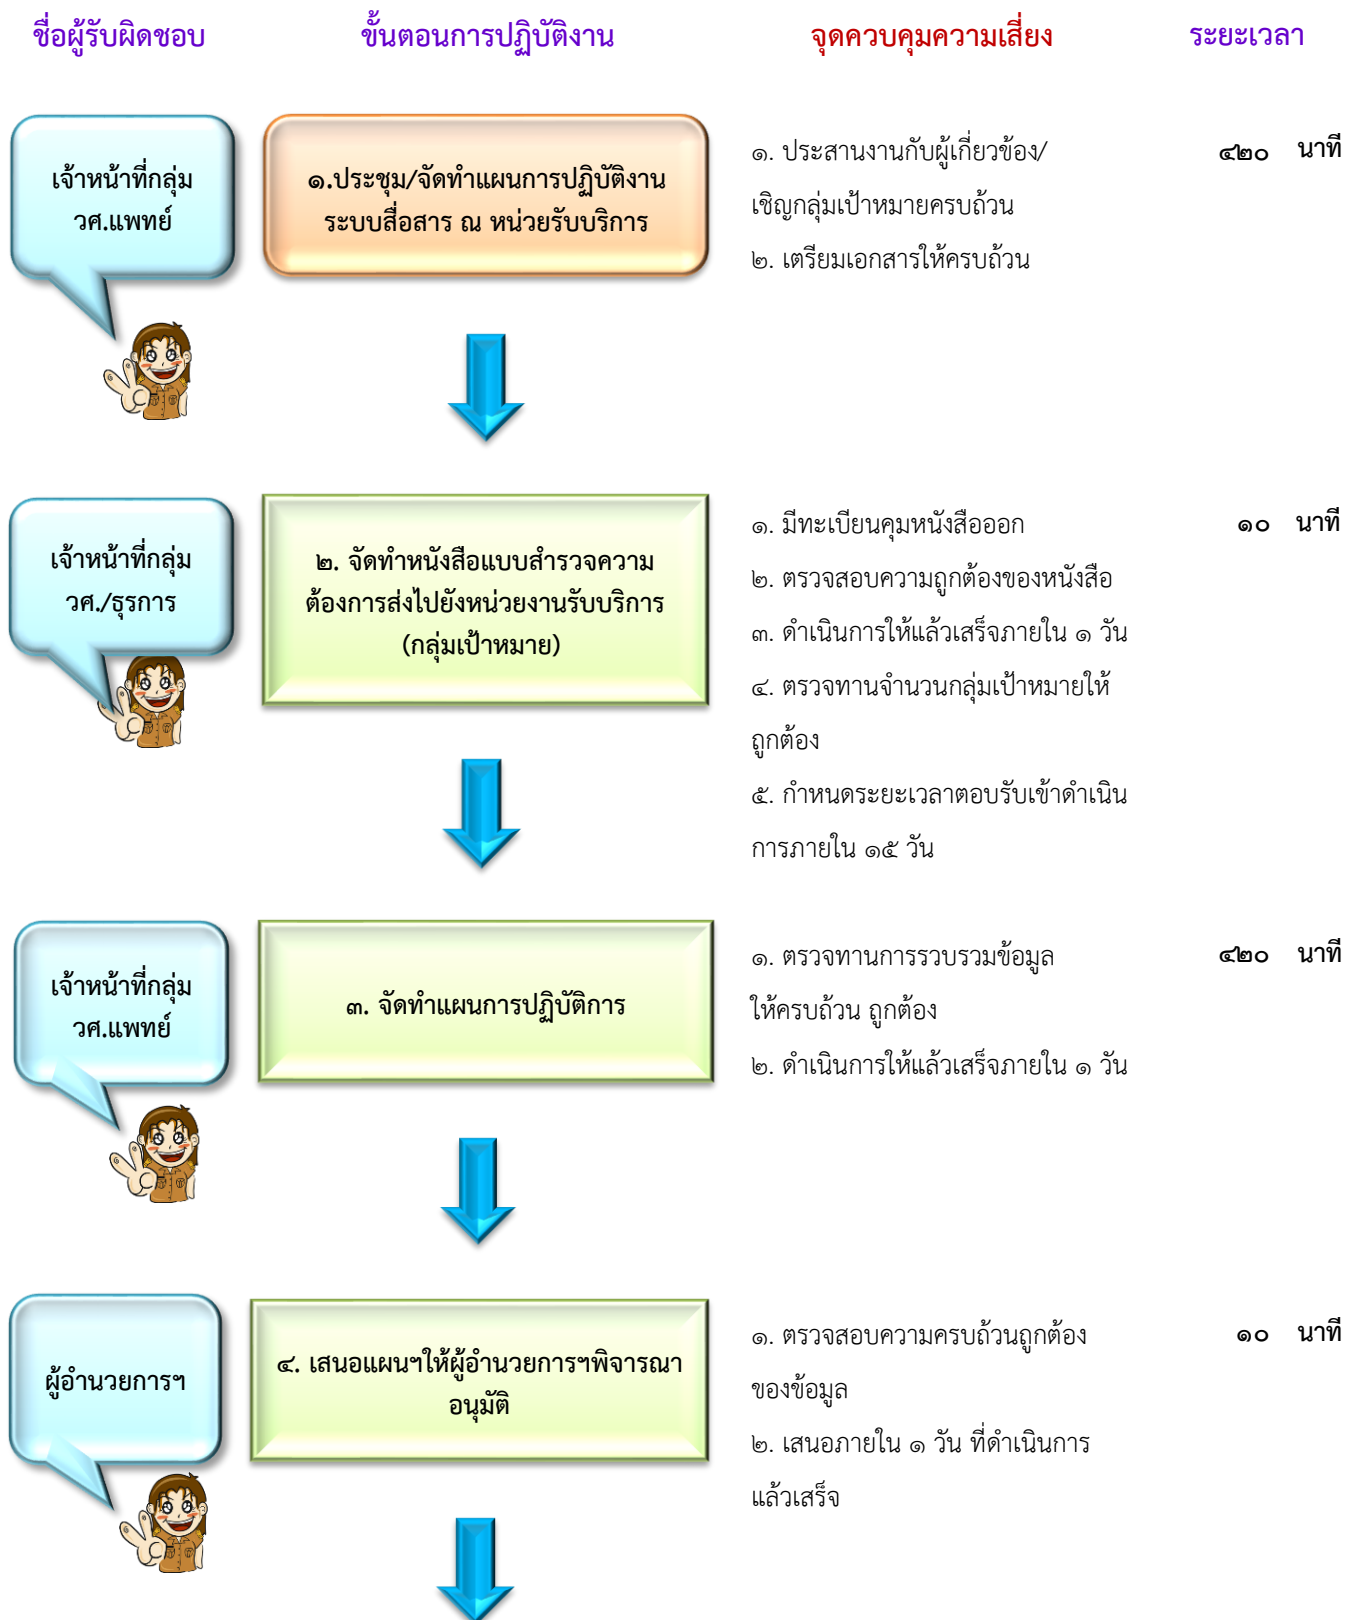 ชื่อผู้รับผิดชอบ ขั้นตอนการปฏิบัติงาน จุดควบคุมความเสี่ยง ระยะเวลา
เจ้าหน้าที่กลุ่ม
วศ.แพทย์
๑.ประชุม/จัดทำแผนการปฏิบัติงาน
ระบบสื่อสาร ณ หน่วยรับบริการ
๑. ประสานงานกับผู้เกี่ยวข้อง/
เชิญกลุ่มเป้าหมายครบถ้วน
๒. เตรียมเอกสารให้ครบถ้วน
๔๒๐ นาที
เจ้าหน้าที่กลุ่ม
วศ./ธุรการ
๒. จัดทำหนังสือแบบสำรวจความ
ต้องการส่งไปยังหน่วยงานรับบริการ
(กลุ่มเป้าหมาย)
๑. มีทะเบียนคุมหนังสือออก
๒. ตรวจสอบความถูกต้องของหนังสือ
๓. ดำเนินการให้แล้วเสร็จภายใน ๑ วัน
๔. ตรวจทานจำนวนกลุ่มเป้าหมายให้
ถูกต้อง
๕. กำหนดระยะเวลาตอบรับเข้าดำเนิน
การภายใน ๑๕ วัน
๑๐ นาที
เจ้าหน้าที่กลุ่ม
วศ.แพทย์
๓. จัดทำแผนการปฏิบัติการ
๑. ตรวจทานการรวบรวมข้อมูล
ให้ครบถ้วน ถูกต้อง
๒. ดำเนินการให้แล้วเสร็จภายใน ๑ วัน
๔๒๐ นาที
ผู้อำนวยการฯ
๔. เสนอแผนฯให้ผู้อำนวยการฯพิจารณา
อนุมัติ
๑. ตรวจสอบความครบถ้วนถูกต้อง
ของข้อมูล
๒. เสนอภายใน ๑ วัน ที่ดำเนินการ
แล้วเสร็จ
๑๐ นาที